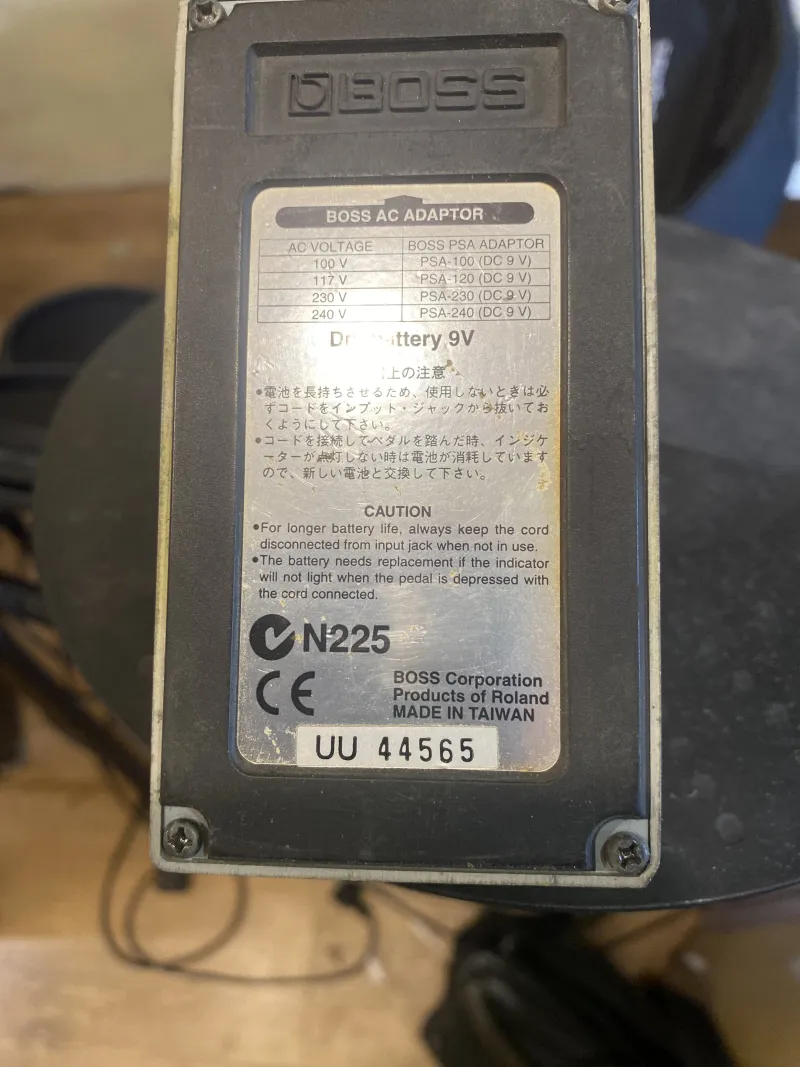 BOSS
BOSS AC ADAPTOR
AC VOLTAGE BOSS PSA ADAPTOR
100 V PSA-100 (DC 9 V)
117 V PSA-120 (DC 9 V)
230 V PSA-230 (DC 9 V)
240 V PSA-240 (DC 9 V)
9V
上の注意
●電池を長持ちさせるため、使用しないときは必
ずコードをインプット・ジャックから抜いてお
くようにして下さい。
●コードを接続してペダルを踏んだ時、インジケ
ーターが点灯しない時は電池が消耗しています
ので、新しい電池と交換して下さい。
CAUTION
●For longer battery life, always keep the cord
disconnected from input jack when not in use.
●The battery needs replacement if the indicator
will not light when the pedal is depressed with
the cord connected.
N225
CE
BOSS Corporation
Products of Roland
MADE IN TAIWAN
UU 44565